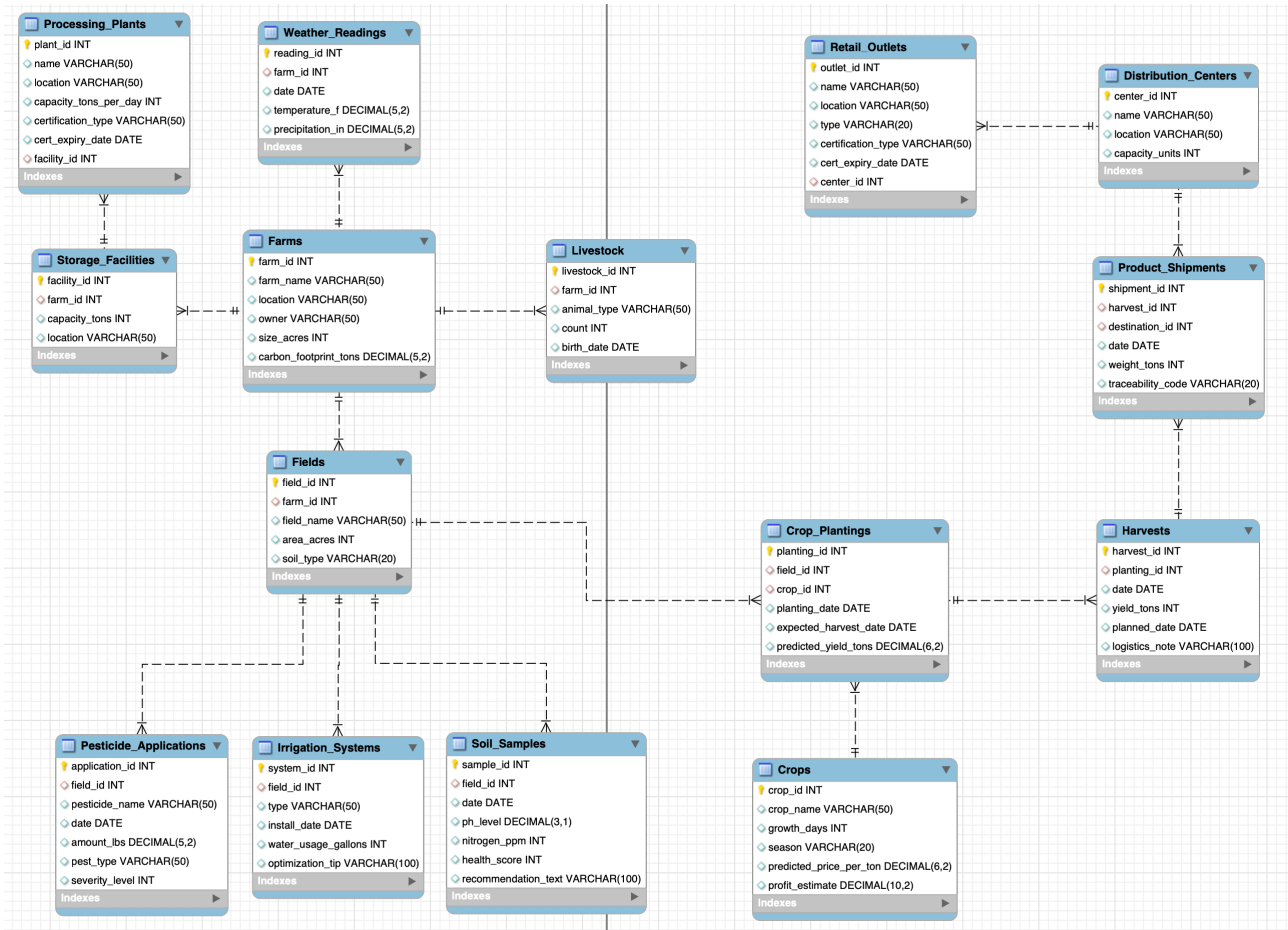 Processing_Plants
plant_id INT
name VARCHAR(50)
location VARCHAR(50)
capacity_tons_per_day INT
certification_type VARCHAR(50)
cert_expiry_date DATE
facility_id INT
Indexes
Weather_Readings
reading_id INT
farm_id INT
date DATE
temperature_f DECIMAL(5,2)
precipitation_in DECIMAL(5,2)
Indexes
Retail_Outlets
outlet_id INT
name VARCHAR(50)
location VARCHAR(50)
type VARCHAR(20)
certification_type VARCHAR(50)
cert_expiry_date DATE
center_id INT
Indexes
Distribution_Centers
center_id INT
name VARCHAR(50)
location VARCHAR(50)
capacity_units INT
Indexes
Storage_Facilities
facility_id INT
farm_id INT
capacity_tons INT
location VARCHAR(50)
Indexes
Farms
farm_id INT
farm_name VARCHAR(50)
location VARCHAR(50)
owner VARCHAR(50)
size_acres INT
carbon_footprint_tons DECIMAL(5,2)
Indexes
Livestock
livestock_id INT
farm_id INT
animal_type VARCHAR(50)
count INT
birth_date DATE
Indexes
Product_Shipments
shipment_id INT
harvest_id INT
destination_id INT
date DATE
weight_tons INT
traceability_code VARCHAR(20)
Indexes
Fields
field_id INT
farm_id INT
field_name VARCHAR(50)
area_acres INT
soil_type VARCHAR(20)
Indexes
Crop_Plantings
planting_id INT
field_id INT
crop_id INT
planting_date DATE
expected_harvest_date DATE
predicted_yield_tons DECIMAL(6,2)
Indexes
Harvests
harvest_id INT
planting_id INT
date DATE
yield_tons INT
planned_date DATE
logistics_note VARCHAR(100)
Indexes
Pesticide_Applications
application_id INT
field_id INT
pesticide_name VARCHAR(50)
date DATE
amount_lbs DECIMAL(5,2)
pest_type VARCHAR(50)
severity_level INT
Indexes
Irrigation_Systems
system_id INT
field_id INT
type VARCHAR(50)
install_date DATE
water_usage_gallons INT
optimization_tip VARCHAR(100)
Indexes
Soil_Samples
sample_id INT
field_id INT
date DATE
ph_level DECIMAL(3,1)
nitrogen_ppm INT
health_score INT
recommendation_text VARCHAR(100)
Indexes
Crops
crop_id INT
crop_name VARCHAR(50)
growth_days INT
season VARCHAR(20)
predicted_price_per_ton DECIMAL(6,2)
profit_estimate DECIMAL(10,2)
Indexes